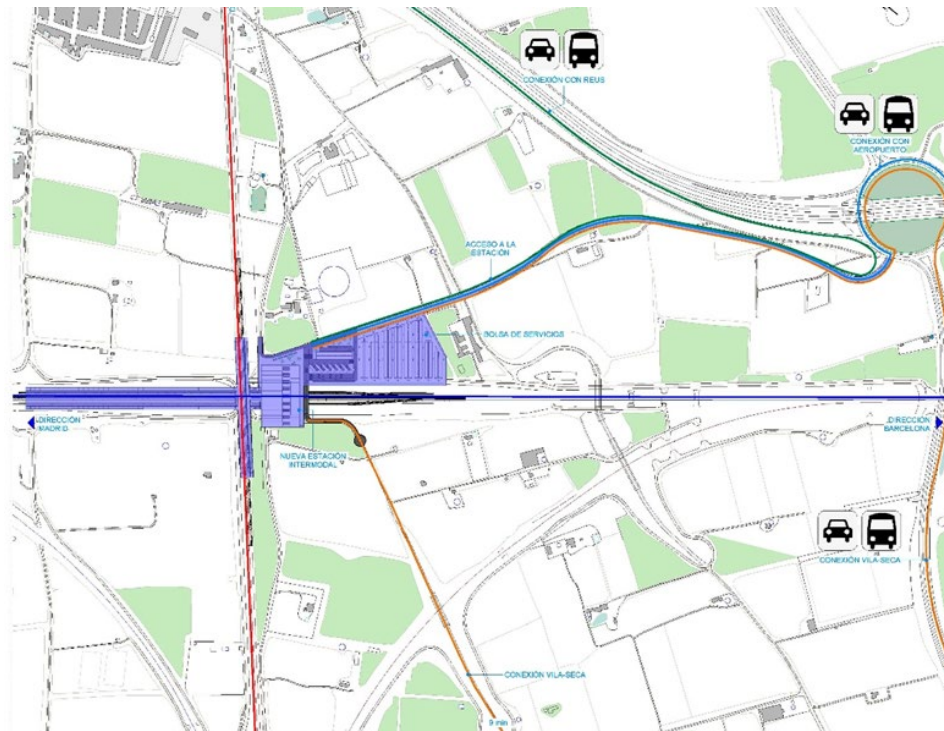 CONEXIÓN CON REUS
CONEXIÓN CON
AEROPUERTO
ACCESO A LA
ESTACIÓN
BOLSA DE SERVICIOS
DIRECCIÓN
MADRID
DIRECCIÓN
BARCELONA
NUEVA ESTACIÓN
INTERMODAL
CONEXIÓN VILA-SECA
CONEXIÓN VILA-SECA
9 min